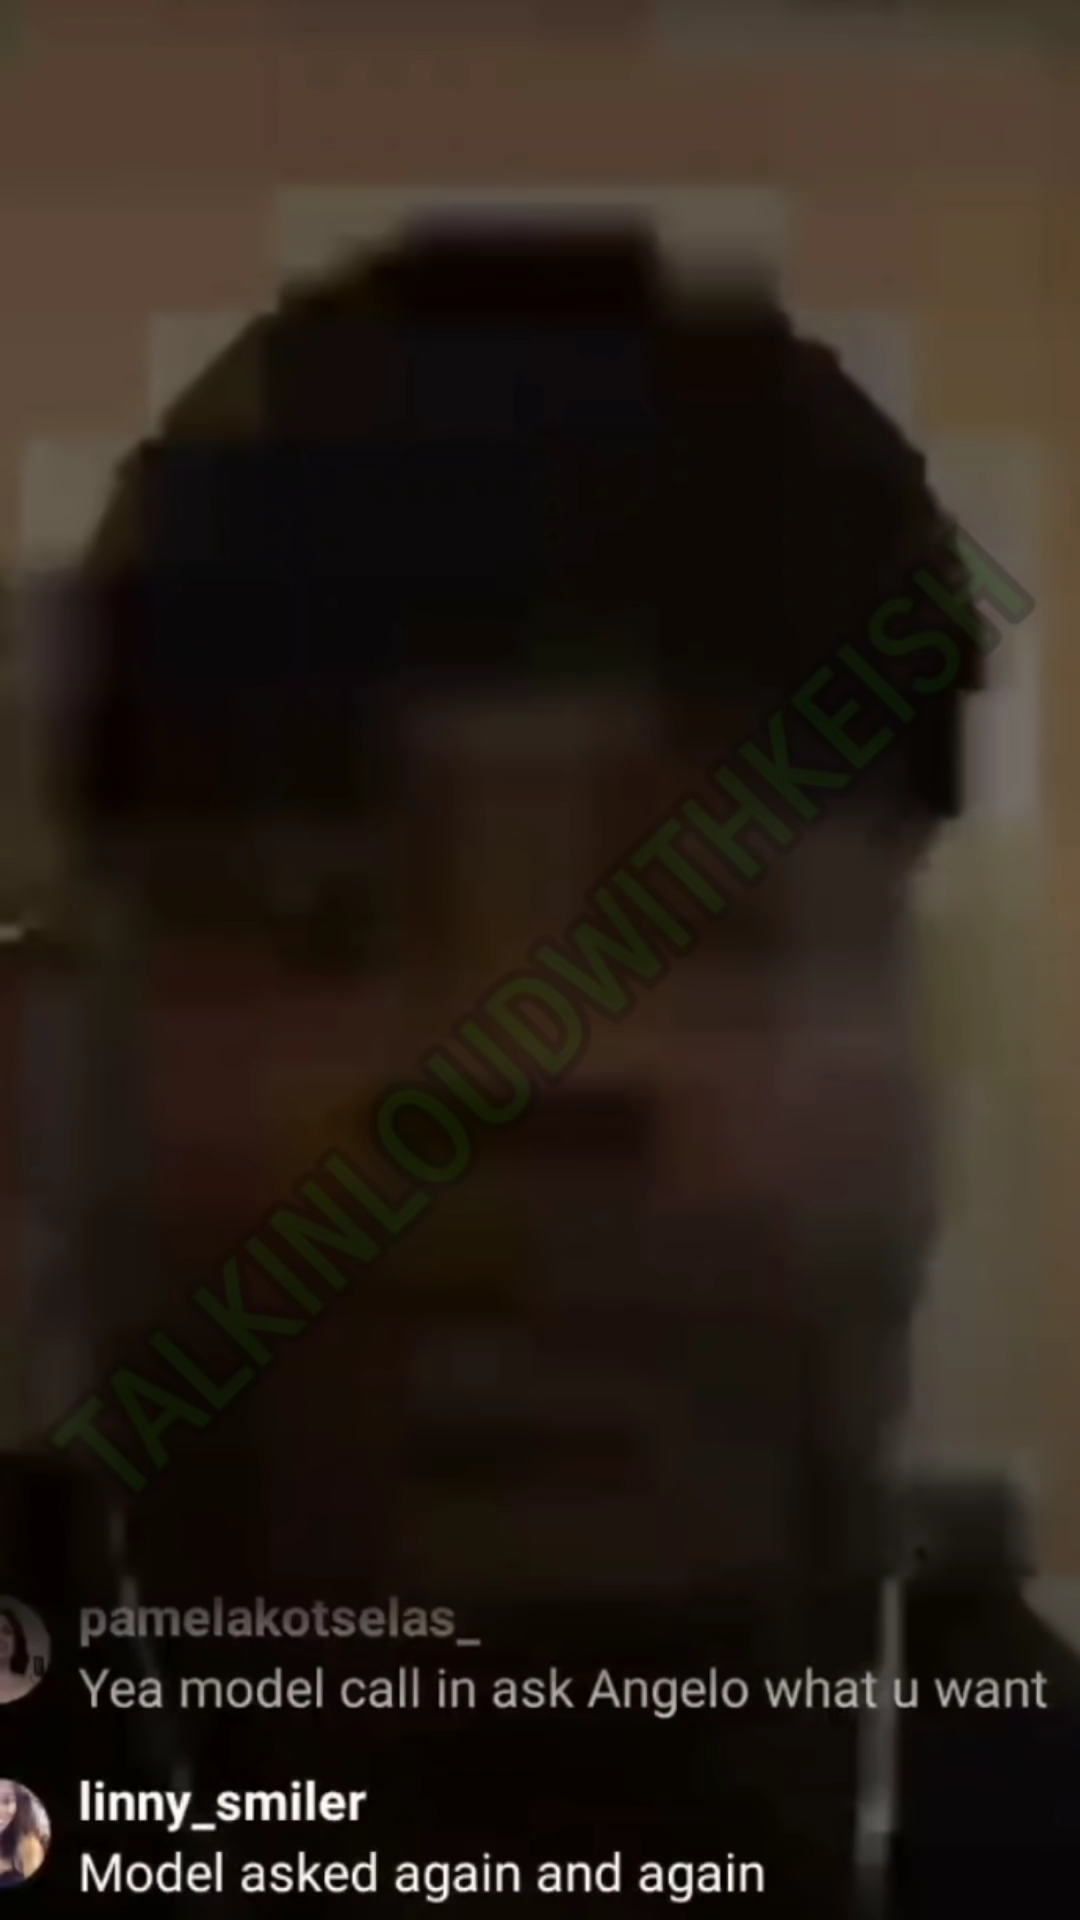 TALKINLOUDWITHKEISH
pamelakotselas_
Yea model call in ask Angelo what u want
linny_smiler
Model asked again and again